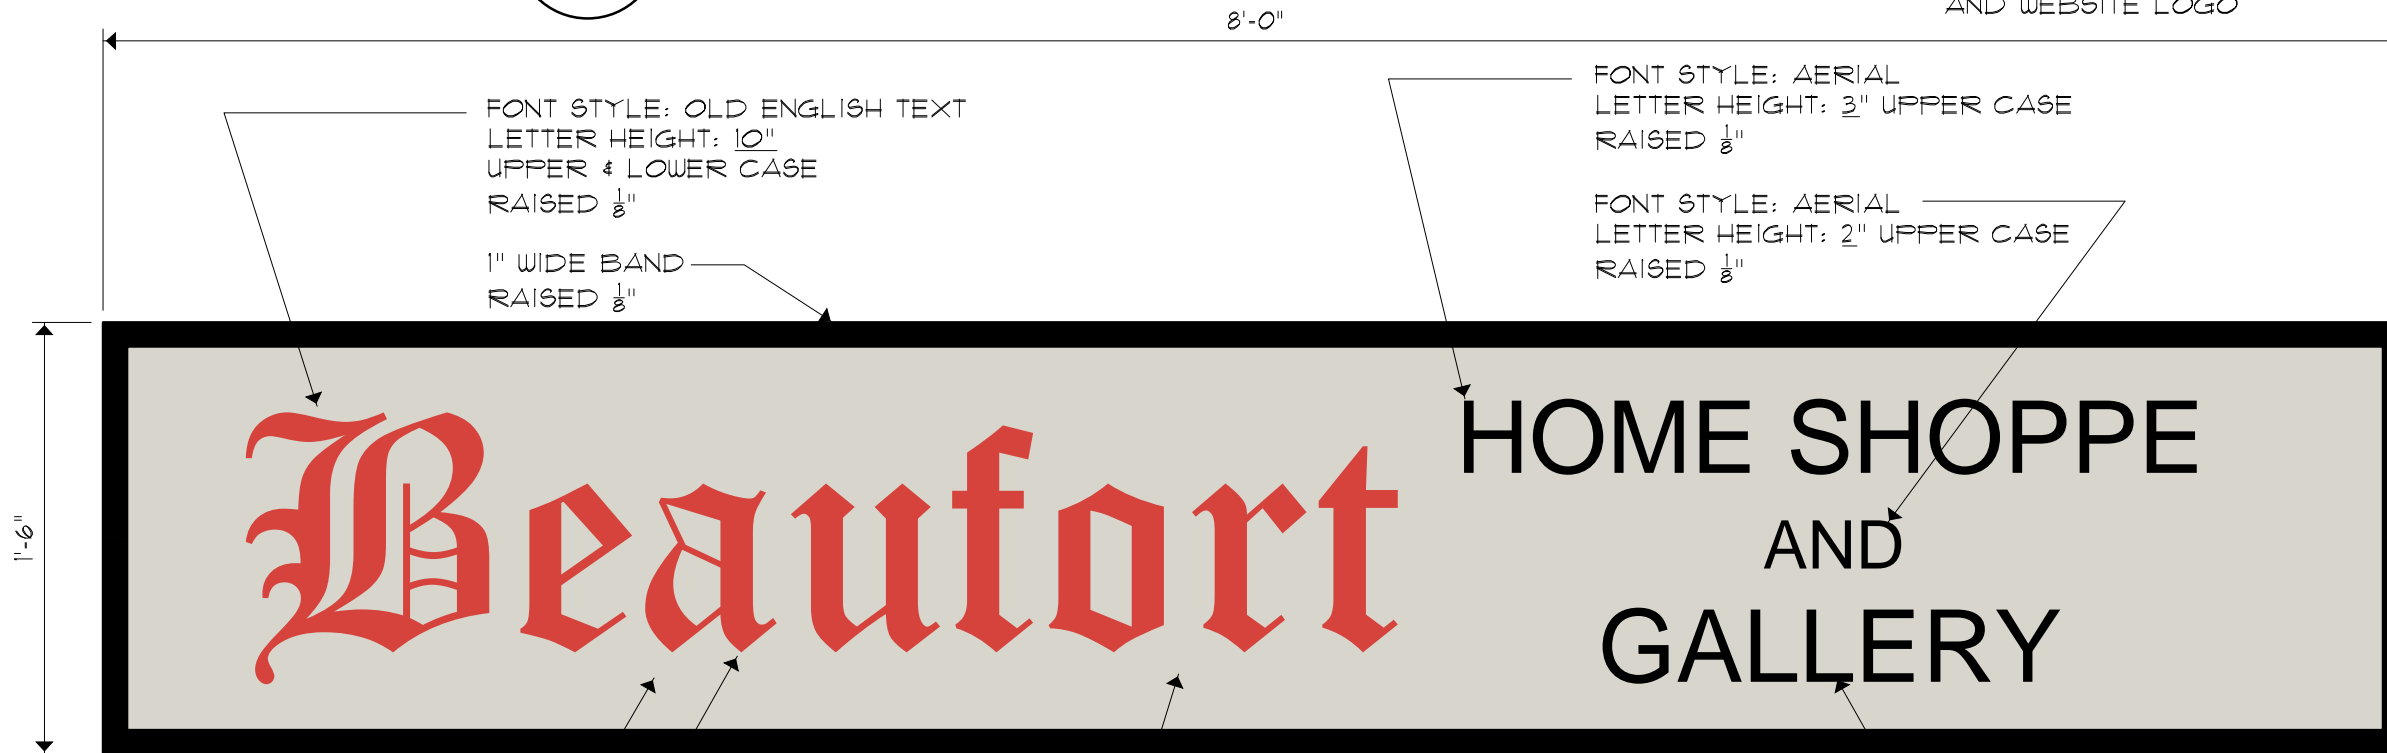 AND WEBSITE LOGO
8'-0"
FONT STYLE: OLD ENGLISH TEXT
LETTER HEIGHT: 10"
UPPER & LOWER CASE
RAISED 1/8"
1" WIDE BAND
RAISED 1/8"
FONT STYLE: AERIAL
LETTER HEIGHT: 3" UPPER CASE
RAISED 1/8"
FONT STYLE: AERIAL
LETTER HEIGHT: 2" UPPER CASE
RAISED 1/8"
1'-6"
Beaufort
HOME SHOPPE
AND
GALLERY